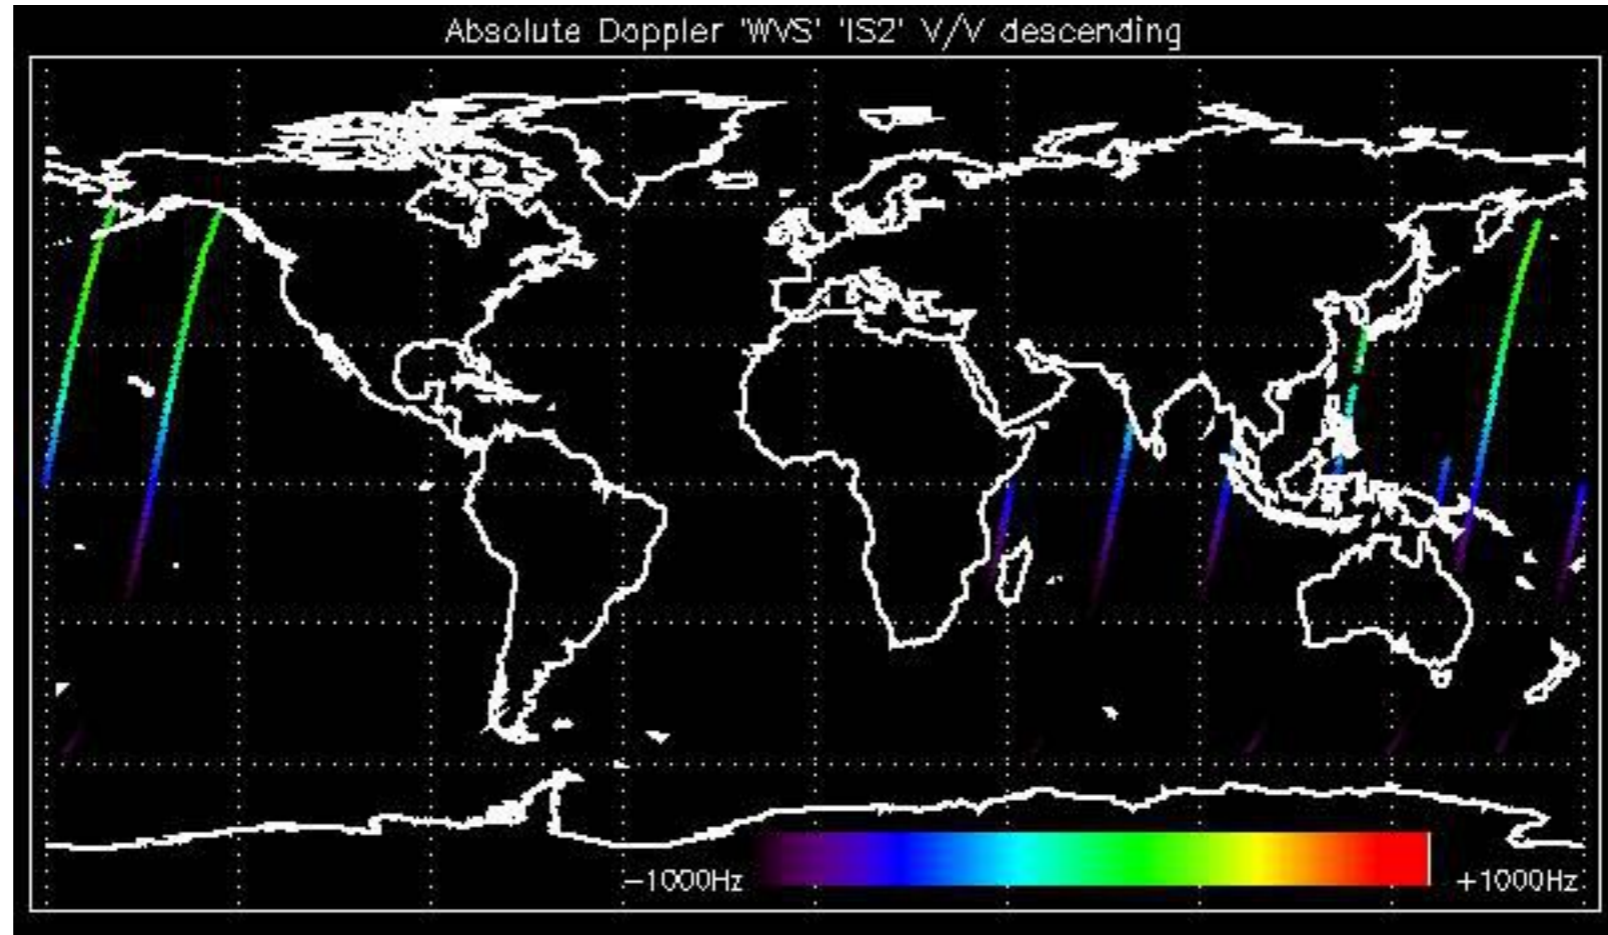 Absolute Doppler 'WVS' 'IS2' V/V descending
−1000Hz
+1000Hz